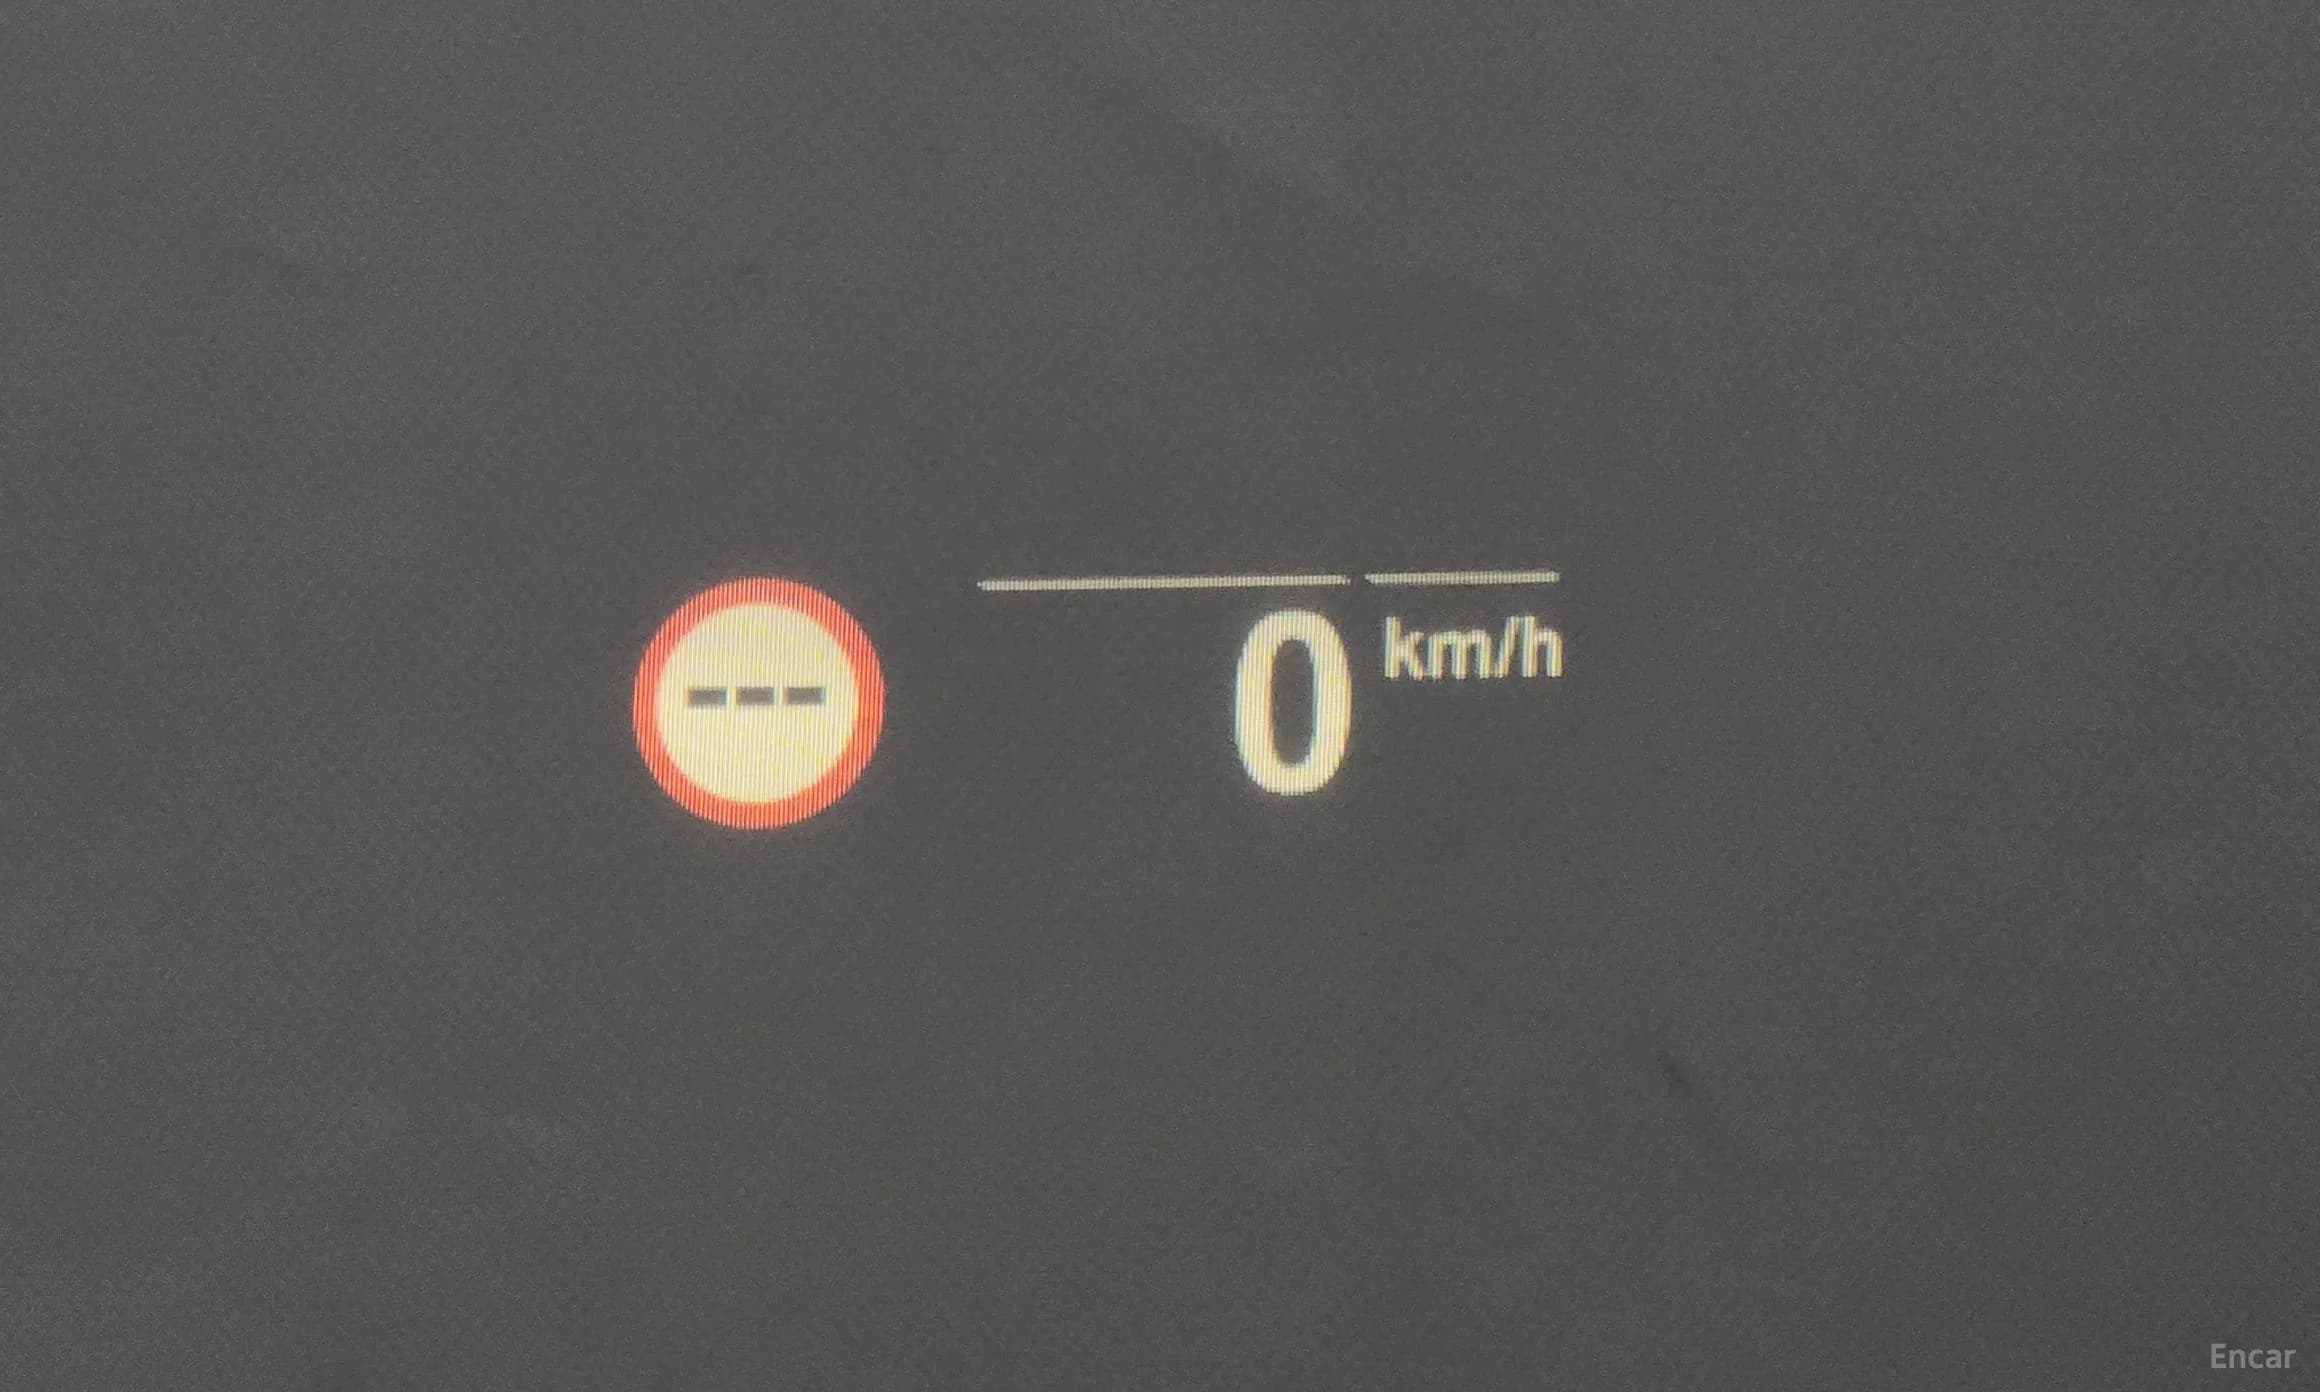 ---
0 km/h
Encar